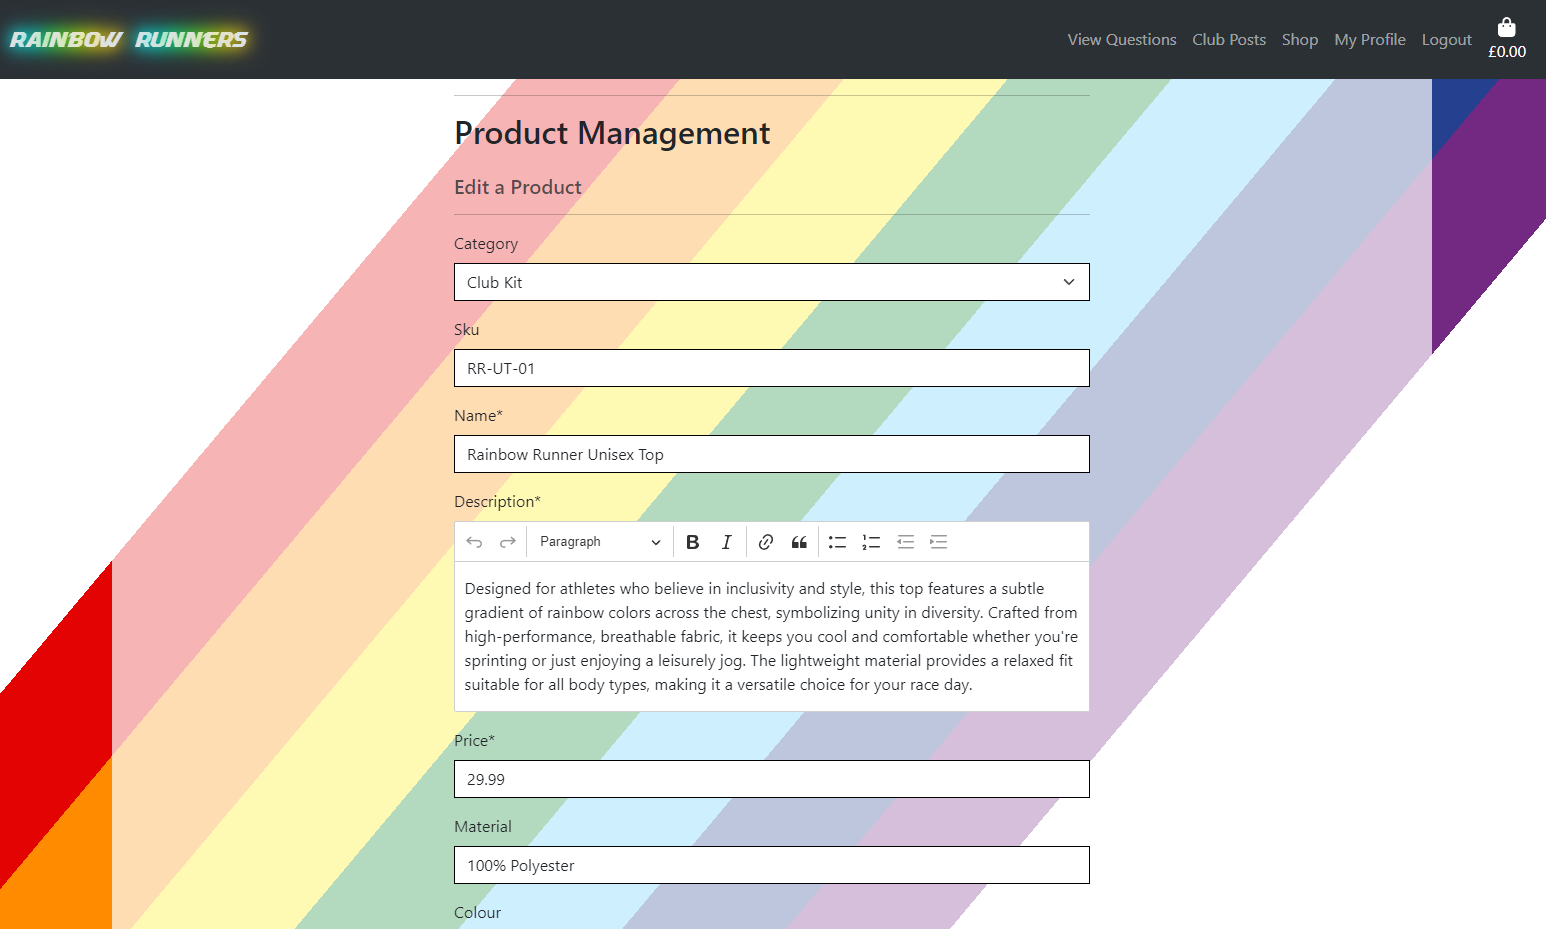 RAINBOW RUNNERS
View Questions Club Posts Shop My Profile Logout £0.00
Product Management
Edit a Product
Category
Club Kit
Sku
RR-UT-01
Name*
Rainbow Runner Unisex Top
Description*
Paragraph B I
Designed for athletes who believe in inclusivity and style, this top features a subtle
gradient of rainbow colors across the chest, symbolizing unity in diversity. Crafted from
high-performance, breathable fabric, it keeps you cool and comfortable whether you're
sprinting or just enjoying a leisurely jog. The lightweight material provides a relaxed fit
suitable for all body types, making it a versatile choice for your race day.
Price*
29.99
Material
100% Polyester
Colour